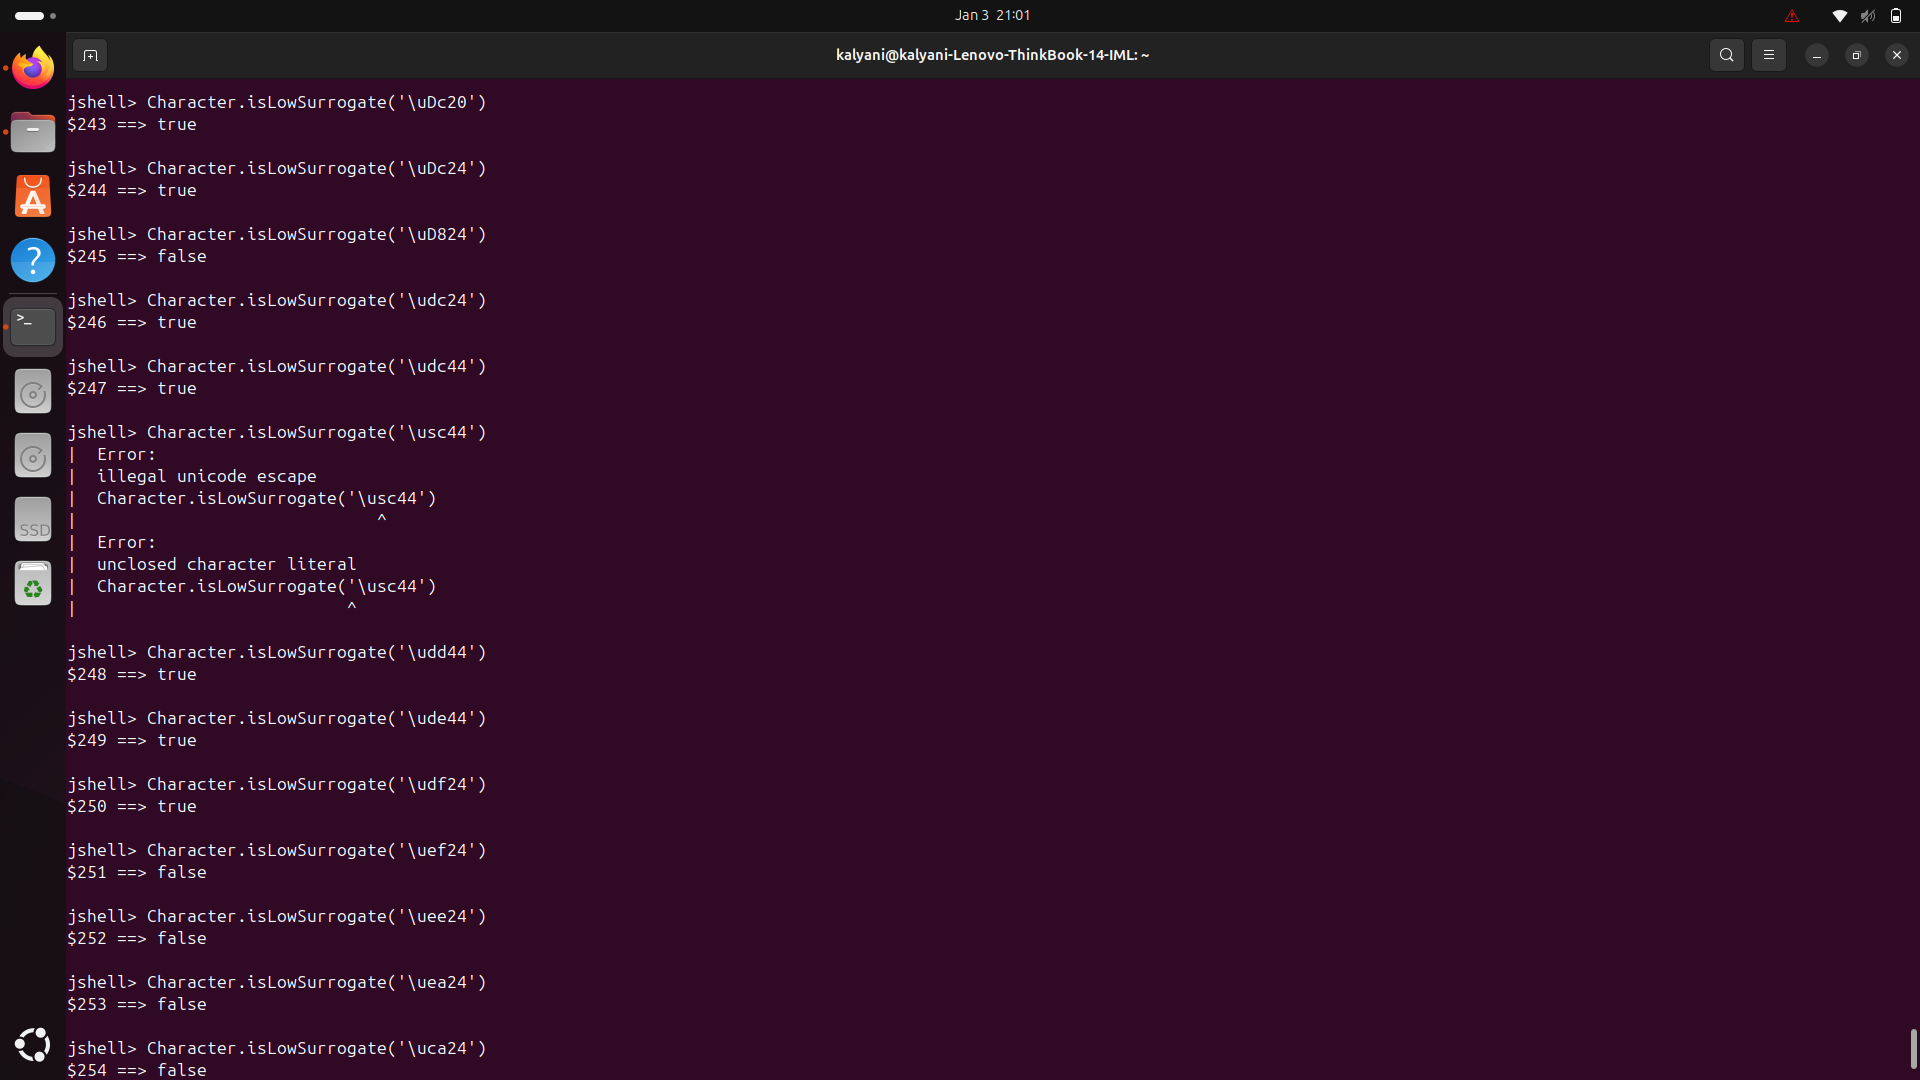 Jan 3 21:01
kalyani@kalyani-Lenovo-ThinkBook-14-IML: ~
jshell> Character.isLowSurrogate('\uDc20')
$243 ==> true
jshell> Character.isLowSurrogate('\uDc24')
$244 ==> true
jshell> Character.isLowSurrogate('\uD824')
$245 ==> false
jshell> Character.isLowSurrogate('\udc24')
$246 ==> true
jshell> Character.isLowSurrogate('\udc44')
$247 ==> true
jshell> Character.isLowSurrogate('\usc44')
|  Error:
|  illegal unicode escape
|  Character.isLowSurrogate('\usc44')
|                              ^
|  Error:
|  unclosed character literal
|  Character.isLowSurrogate('\usc44')
|                           ^
jshell> Character.isLowSurrogate('\udd44')
$248 ==> true
jshell> Character.isLowSurrogate('\ude44')
$249 ==> true
jshell> Character.isLowSurrogate('\udf24')
$250 ==> true
jshell> Character.isLowSurrogate('\uef24')
$251 ==> false
jshell> Character.isLowSurrogate('\uee24')
$252 ==> false
jshell> Character.isLowSurrogate('\uea24')
$253 ==> false
jshell> Character.isLowSurrogate('\uca24')
$254 ==> false
>_
SSD